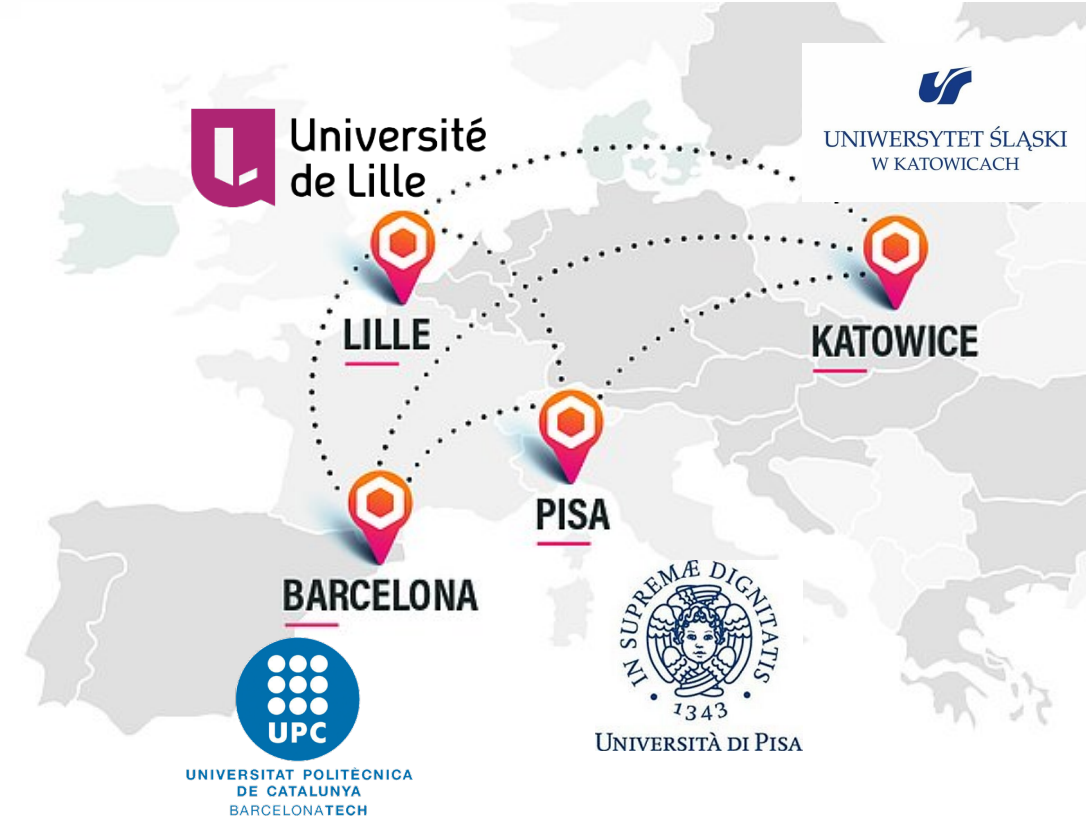 Université
de Lille
UNIWERSYTET ŚLĄSKI
W KATOWICACH
LILLE
KATOWICE
PISA
BARCELONA
IN SUPREMÆ DIGNITATIS
1343
UNIVERSITÀ DI PISA
UPC
UNIVERSITAT POLITÈCNICA
DE CATALUNYA
BARCELONATECH